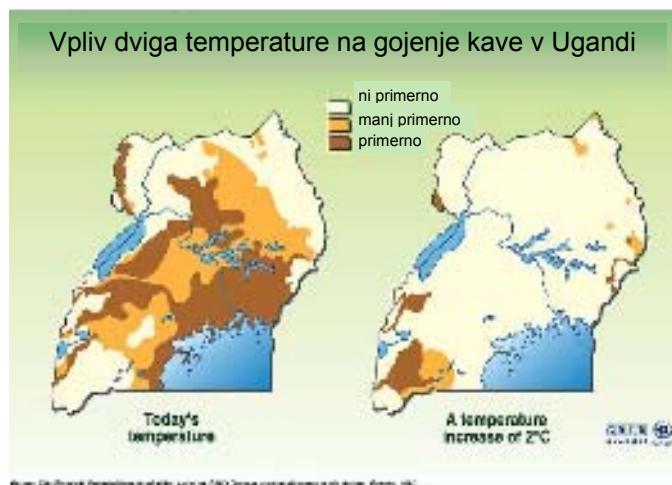 Vpliv dviga temperature na gojenje kave v Ugandi
ni primerno
manj primerno
primerno
Today's
temperature
A temperature
increase of 2°C